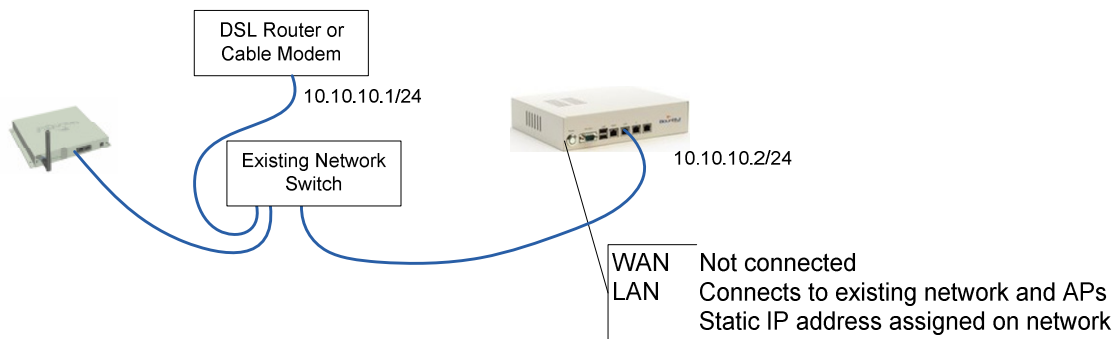 DSL Router or
Cable Modem
10.10.10.1/24
Existing Network
Switch
10.10.10.2/24
WAN Not connected
LAN Connects to existing network and APs
Static IP address assigned on network